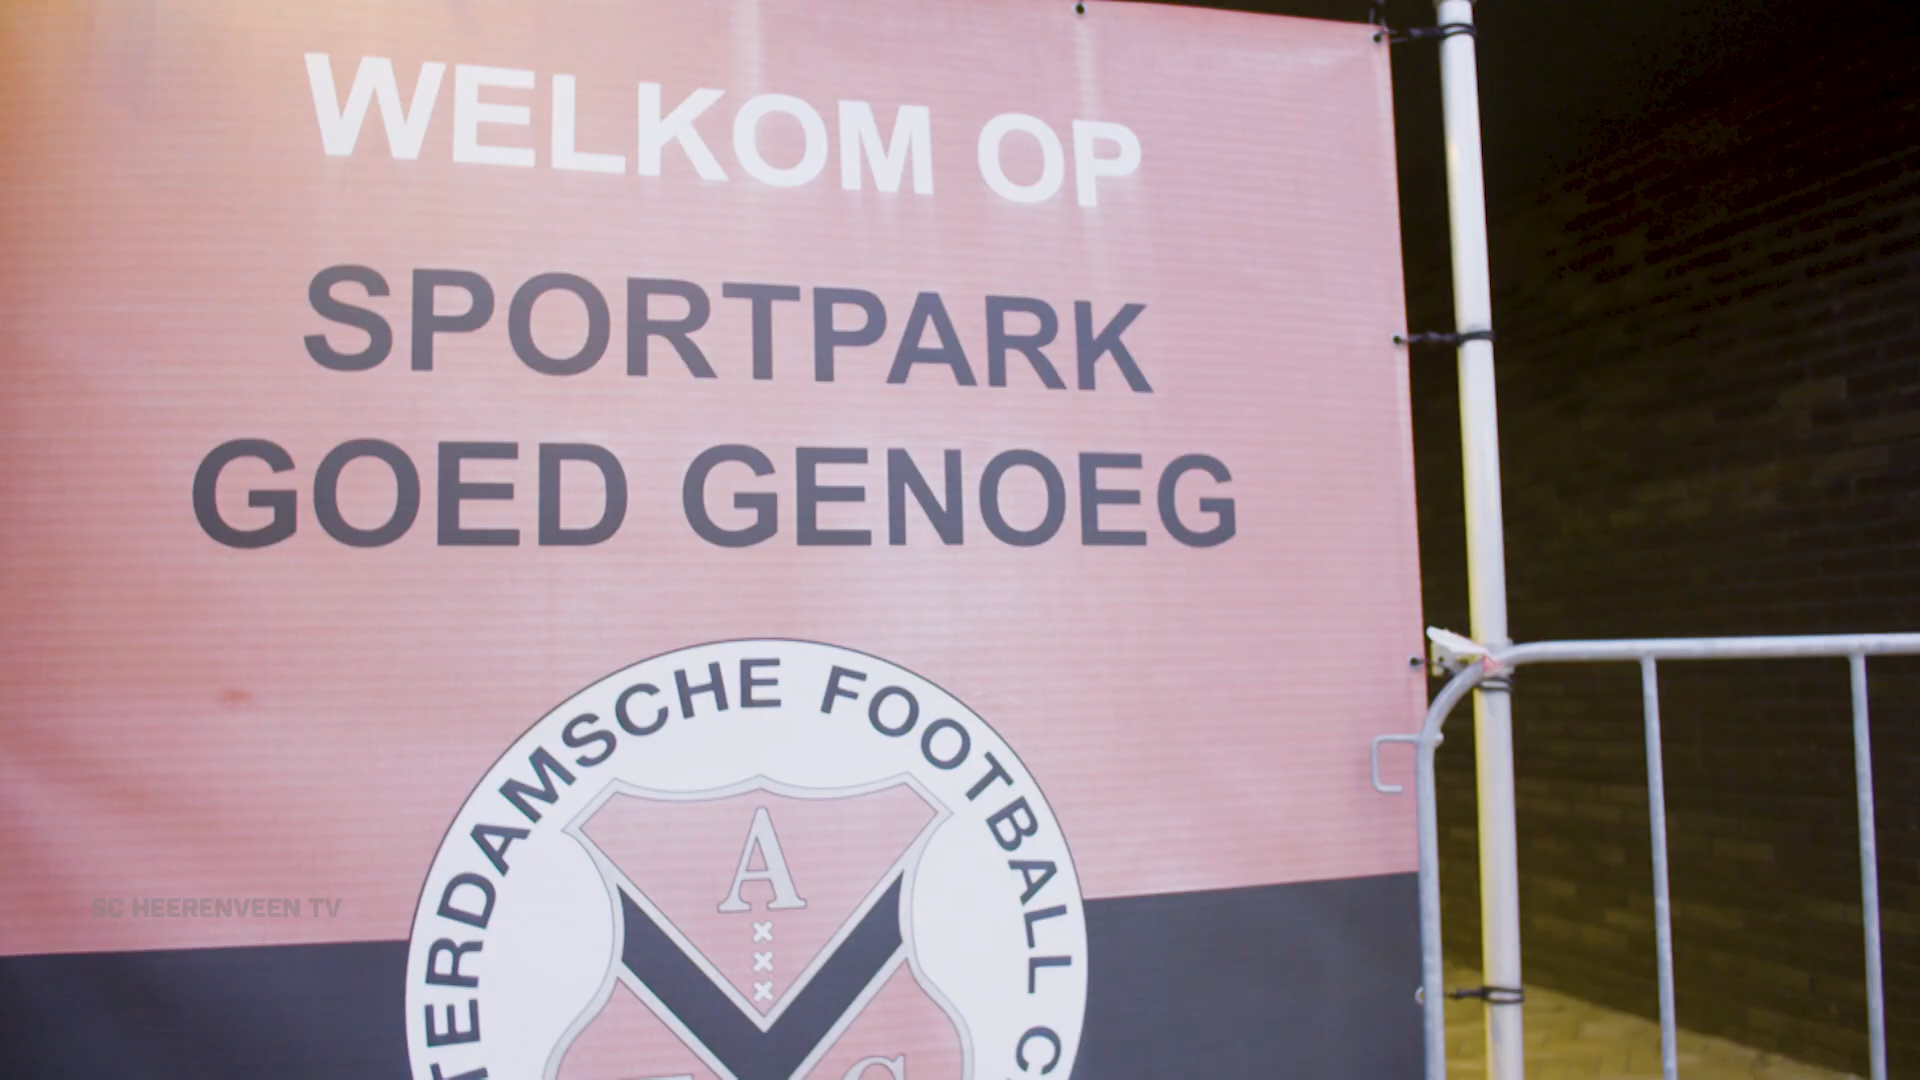 WELKOM OP
SPORTPARK
GOED GENOEG
TERDAMSCHE FOOTBALL C
A
SC HEERENVEEN TV